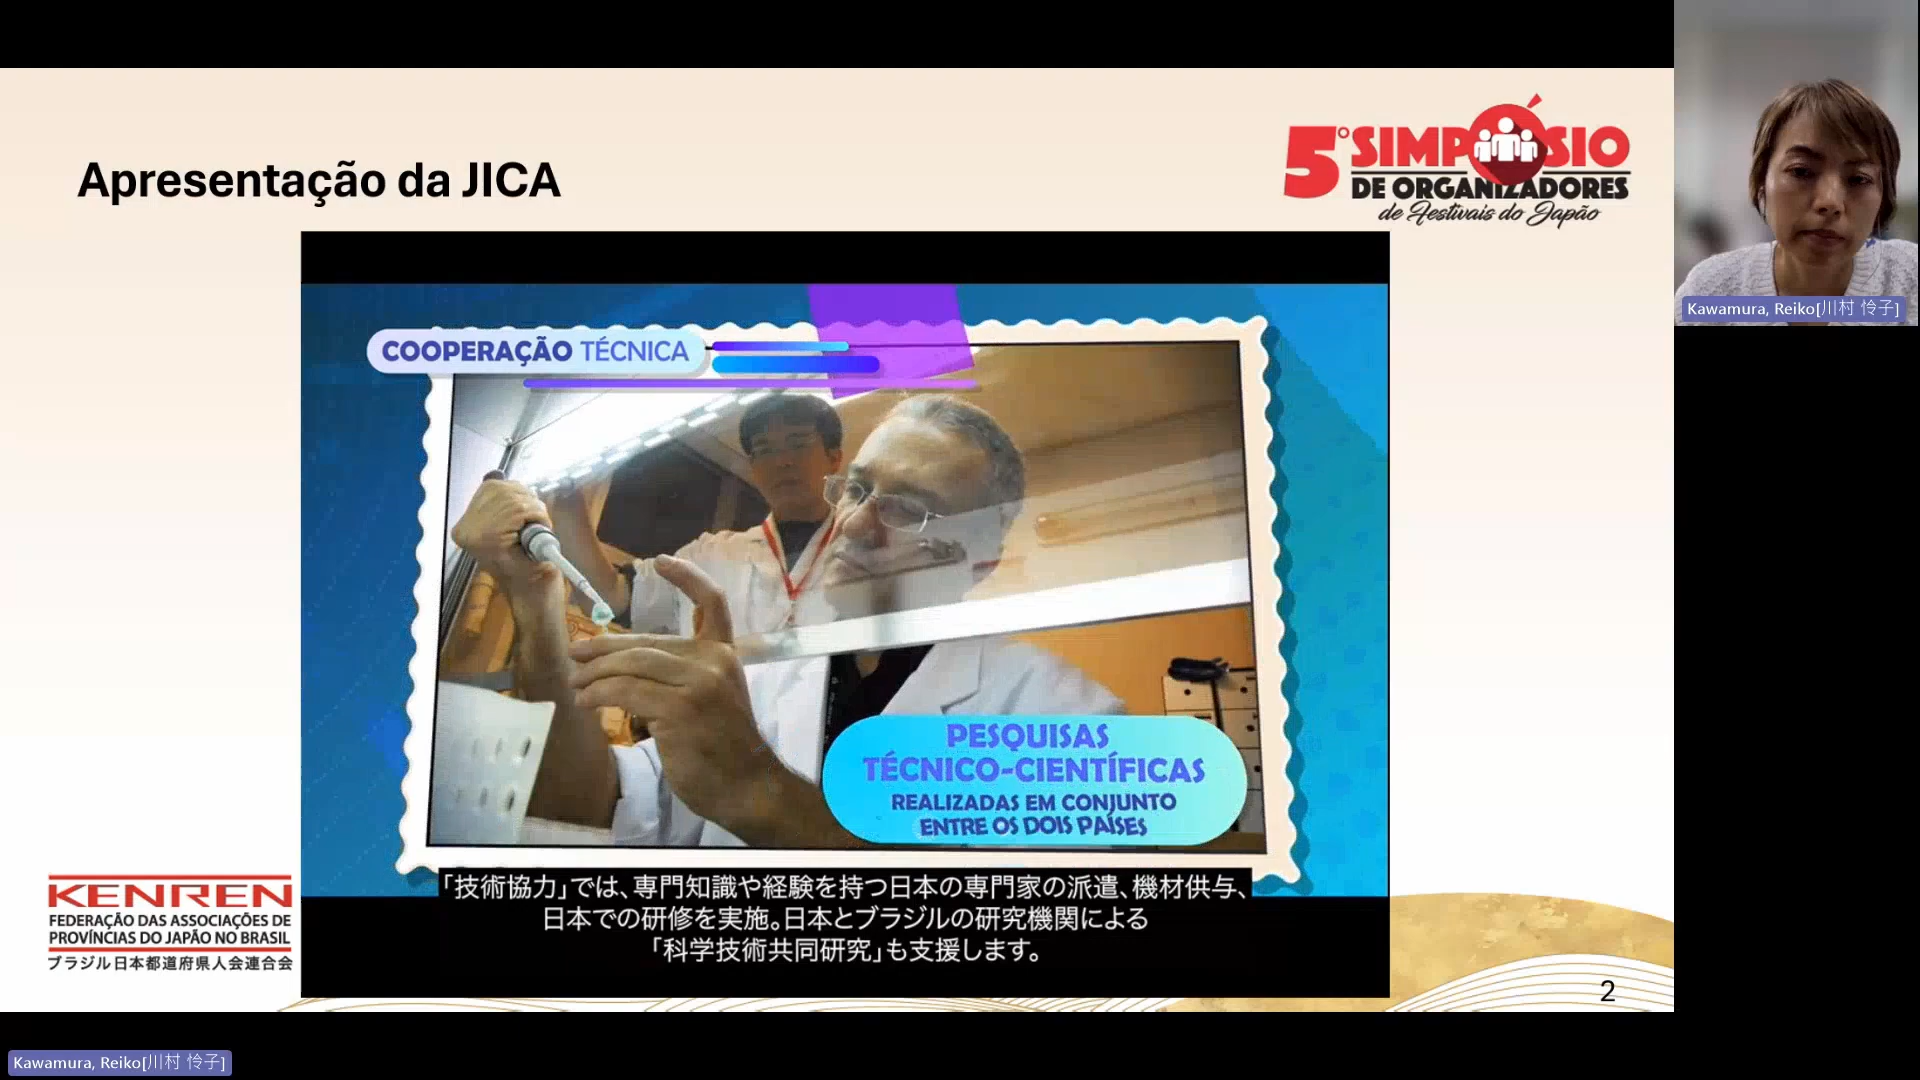 Apresentação da JICA
5º SIMPÓSIO
DE ORGANIZADORES
de Festivais do Japão
COOPERAÇÃO TÉCNICA
PESQUISAS
TÉCNICO-CIENTÍFICAS
REALIZADAS EM CONJUNTO
ENTRE OS DOIS PAÍSES
「技術協力」では、専門知識や経験を持つ日本の専門家の派遣、機材供与、
日本での研修を実施。日本とブラジルの研究機関による
「科学技術共同研究」も支援します。
KENREN
FEDERAÇÃO DAS ASSOCIAÇÕES DE
PROVÍNCIAS DO JAPÃO NO BRASIL
ブラジル日本都道府県人会連合会
2
Kawamura, Reiko[川村 怜子]
Kawamura, Reiko[川村 怜子]